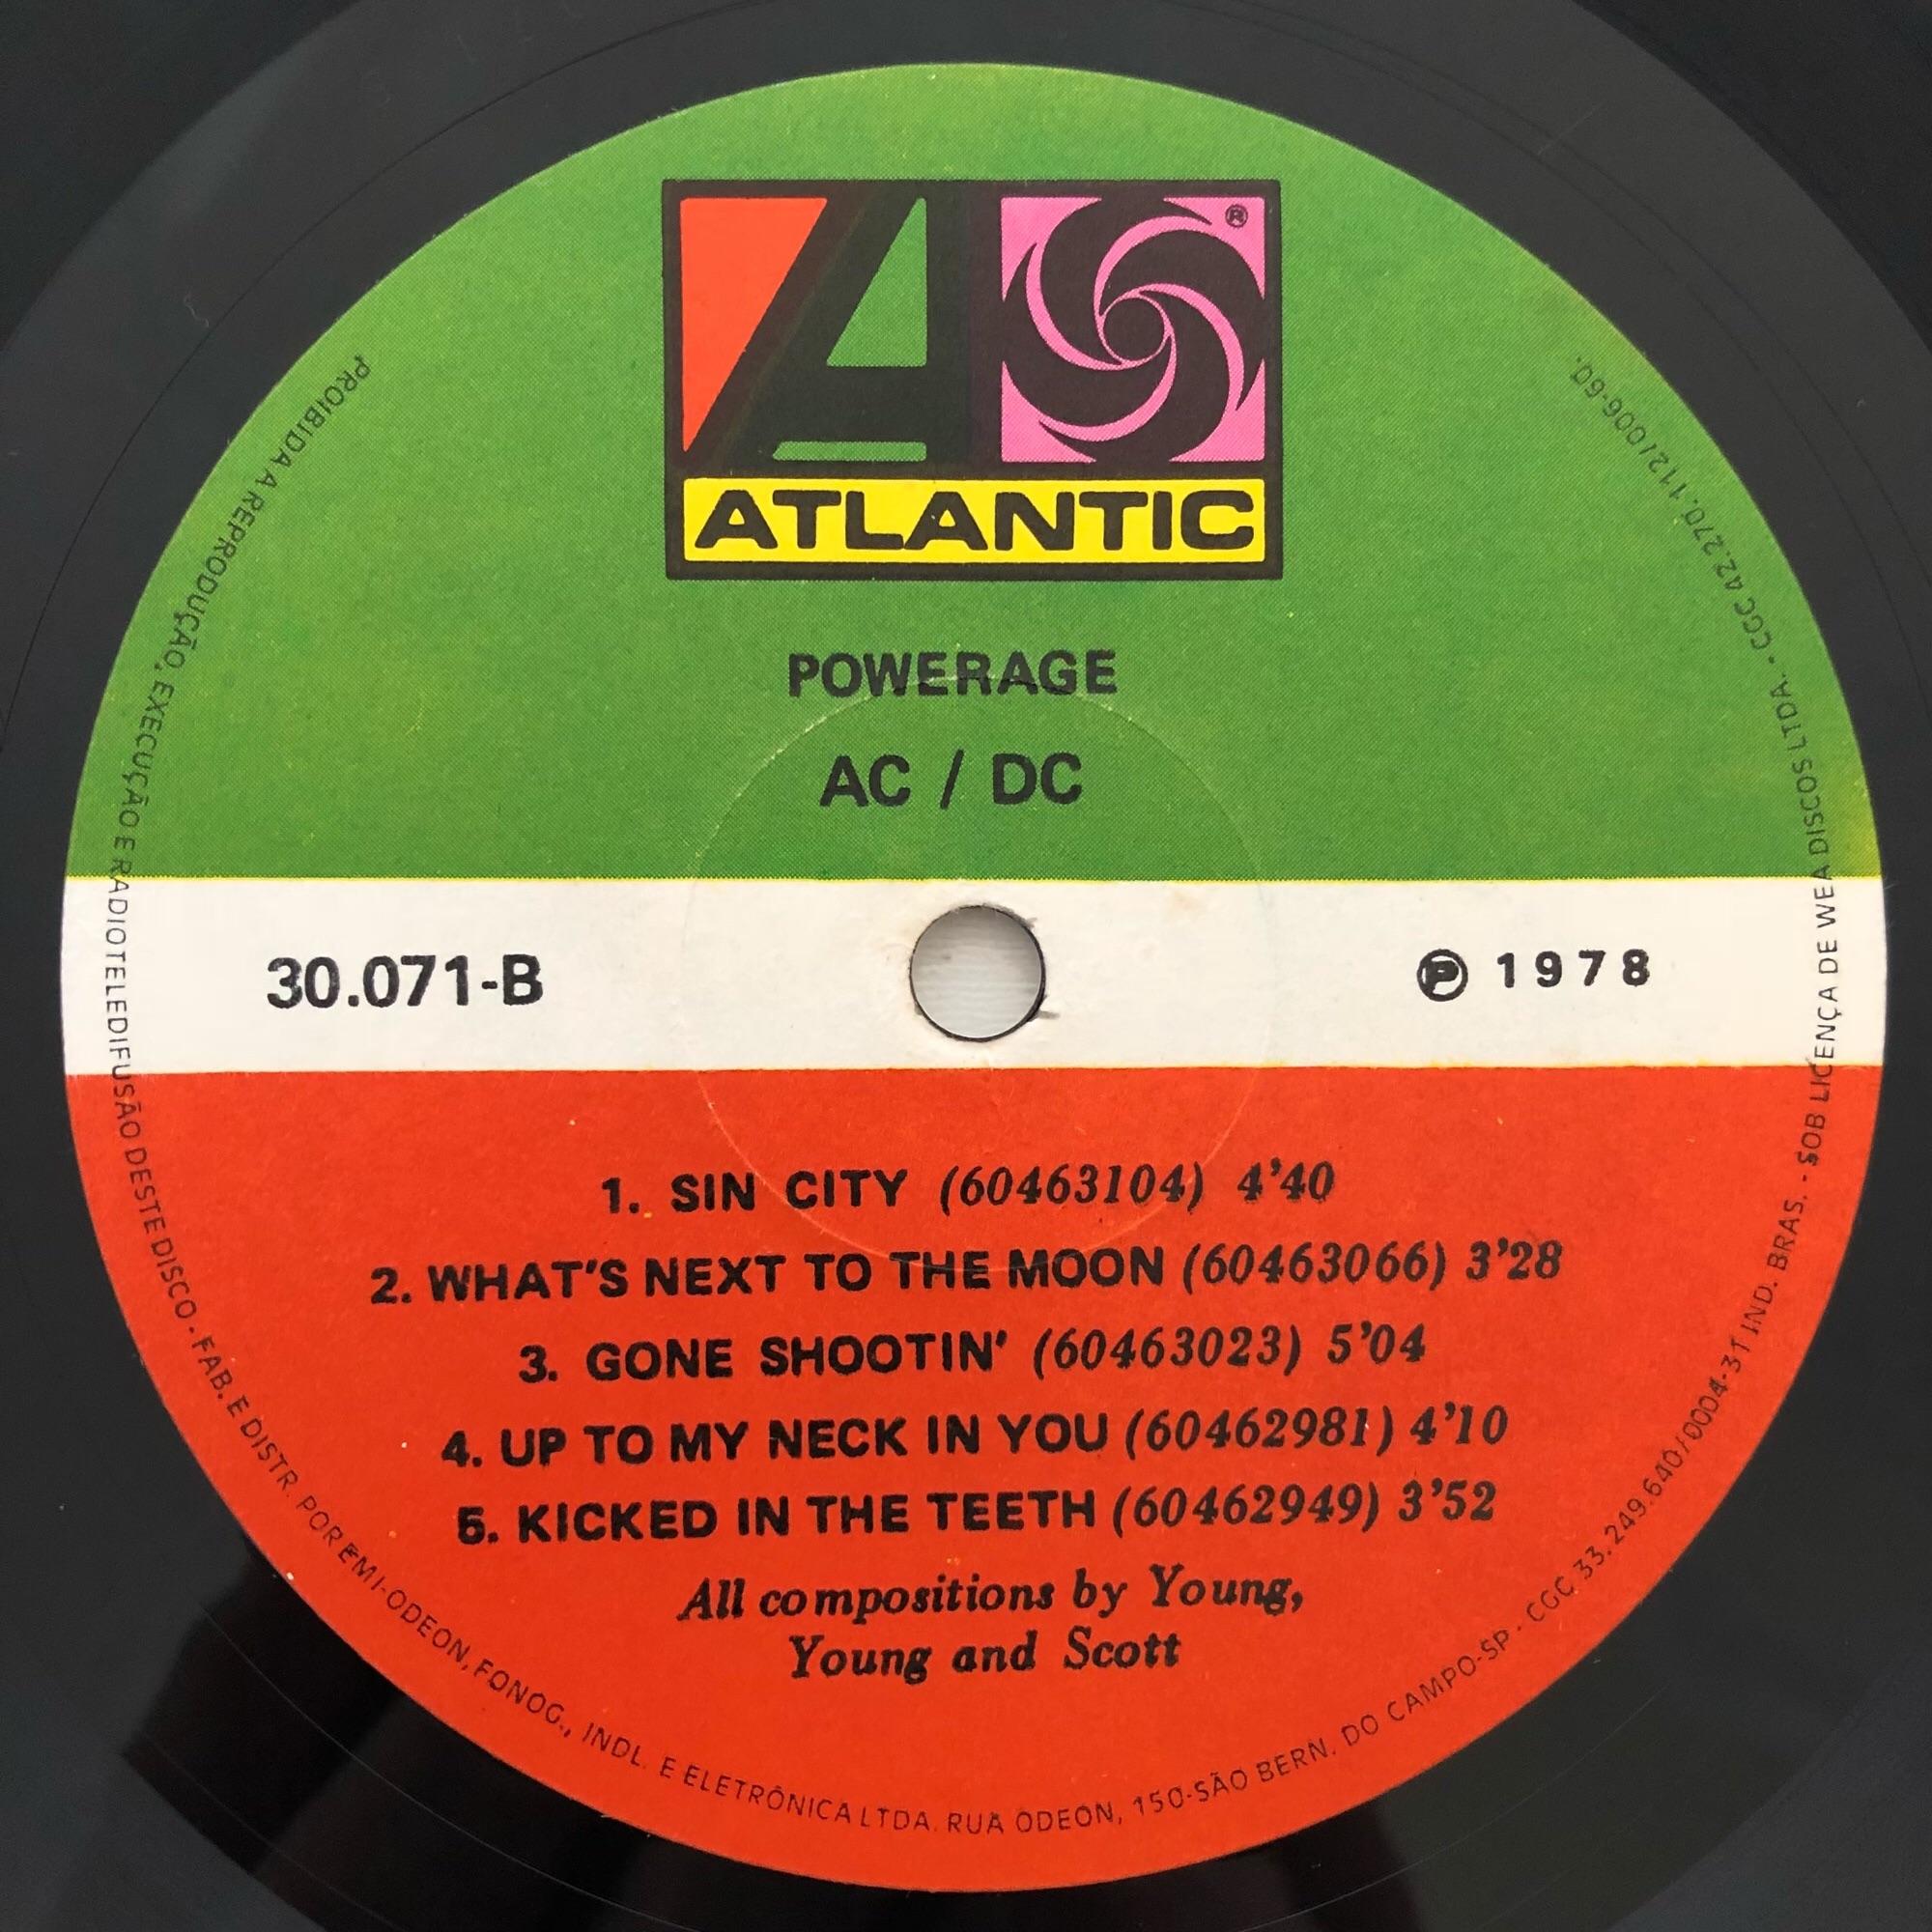 ATLANTIC
®
POWERAGE
AC / DC
30.071-B
℗ 1978
1. SIN CITY (60463104) 4'40
2. WHAT'S NEXT TO THE MOON (60463066) 3'28
3. GONE SHOOTIN' (60463023) 5'04
4. UP TO MY NECK IN YOU (60462981) 4'10
5. KICKED IN THE TEETH (60462949) 3'52
All compositions by Young,
Young and Scott
PROIBIDA A REPRODUÇÃO, EXECUÇÃO E RADIOTELEDIFUSÃO DESTE DISCO - FAB. E DISTR. POR EMI-ODEON, FONOG., INDL. E ELETRÔNICA LTDA. RUA ODEON, 150-SÃO BERN. DO CAMPO-SP - CGC 33.249.640/0004-31 IND. BRAS. - SOB LICENÇA DE WEA DISCOS LTDA. - CGC 42.270.112/006-60.